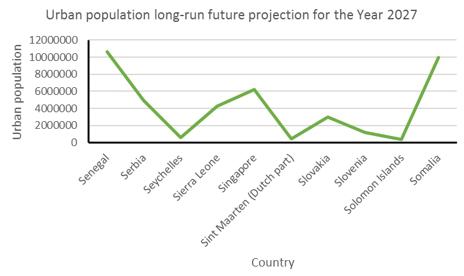 Urban population long-run future projection for the Year 2027
Urban population
12000000
10000000
8000000
6000000
4000000
2000000
0
Senegal
Serbia
Seychelles
Sierra Leone
Singapore
Sint Maarten (Dutch part)
Slovakia
Slovenia
Solomon Islands
Somalia
Country